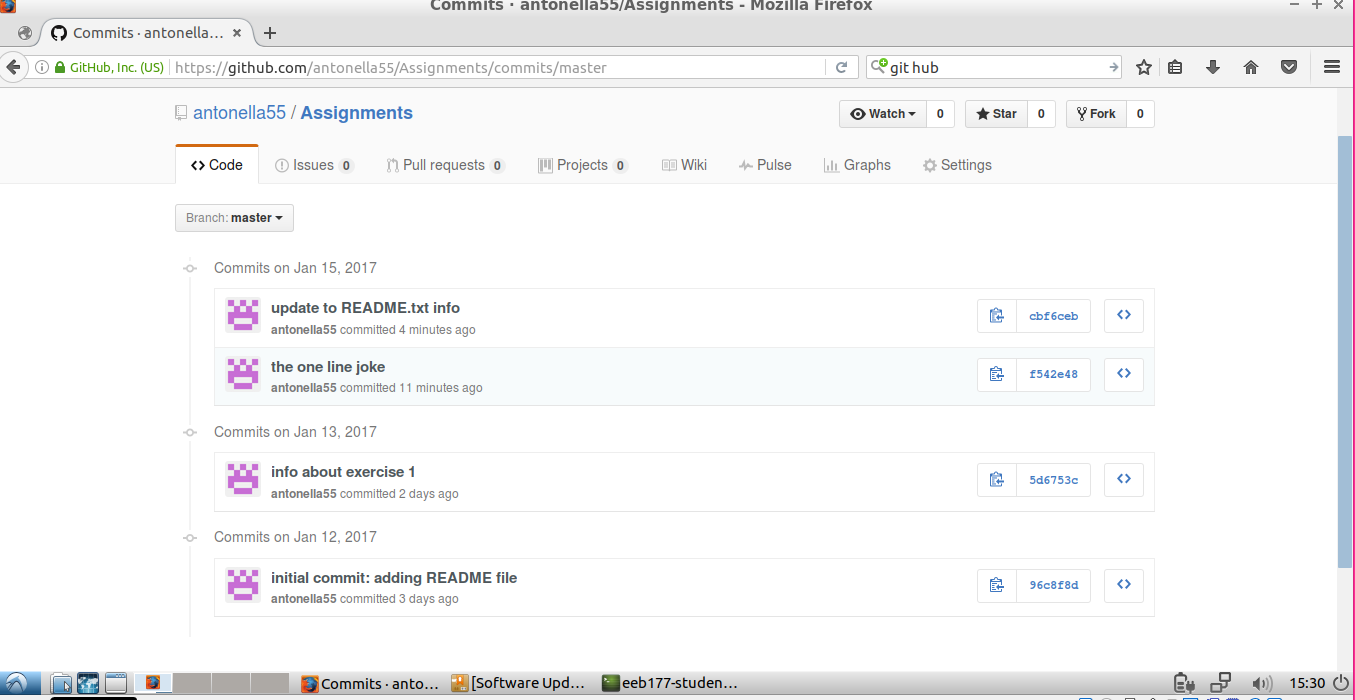 Commits · antonella55/Assignments - Mozilla Firefox
Commits · antonella... × +
GitHub, Inc. (US) https://github.com/antonella55/Assignments/commits/master git hub
antonella55 / Assignments Watch 0 Star 0 Fork 0
Code Issues 0 Pull requests 0 Projects 0 Wiki Pulse Graphs Settings
Branch: master
Commits on Jan 15, 2017
update to README.txt info
antonella55 committed 4 minutes ago
cbf6ceb
the one line joke
antonella55 committed 11 minutes ago
f542e48
Commits on Jan 13, 2017
info about exercise 1
antonella55 committed 2 days ago
5d6753c
Commits on Jan 12, 2017
initial commit: adding README file
antonella55 committed 3 days ago
96c8f8d
Commits · anto... [Software Upd... eeb177-studen... 15:30